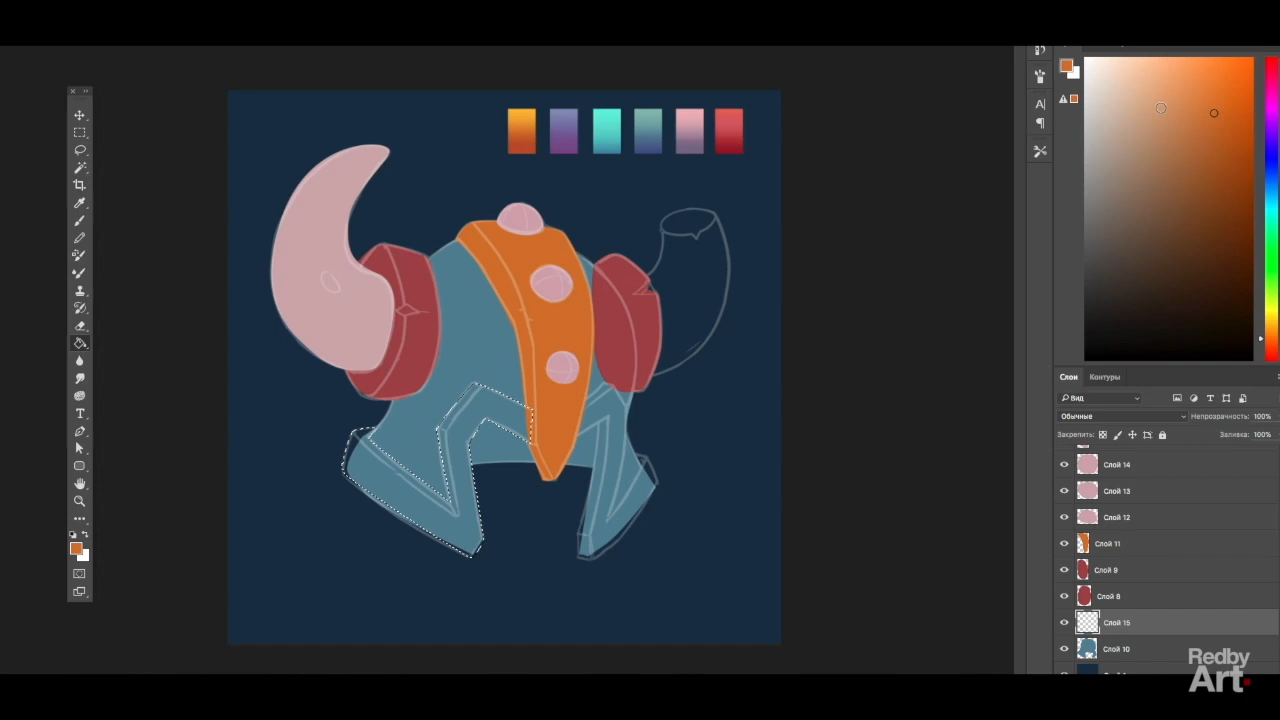 Слои
Контуры
Вид
Обычные
Непрозрачность: 100%
Закрепить:
Заливка: 100%
Слой 14
Слой 13
Слой 12
Слой 11
Слой 9
Слой 8
Слой 15
Слой 10
Redby
Art